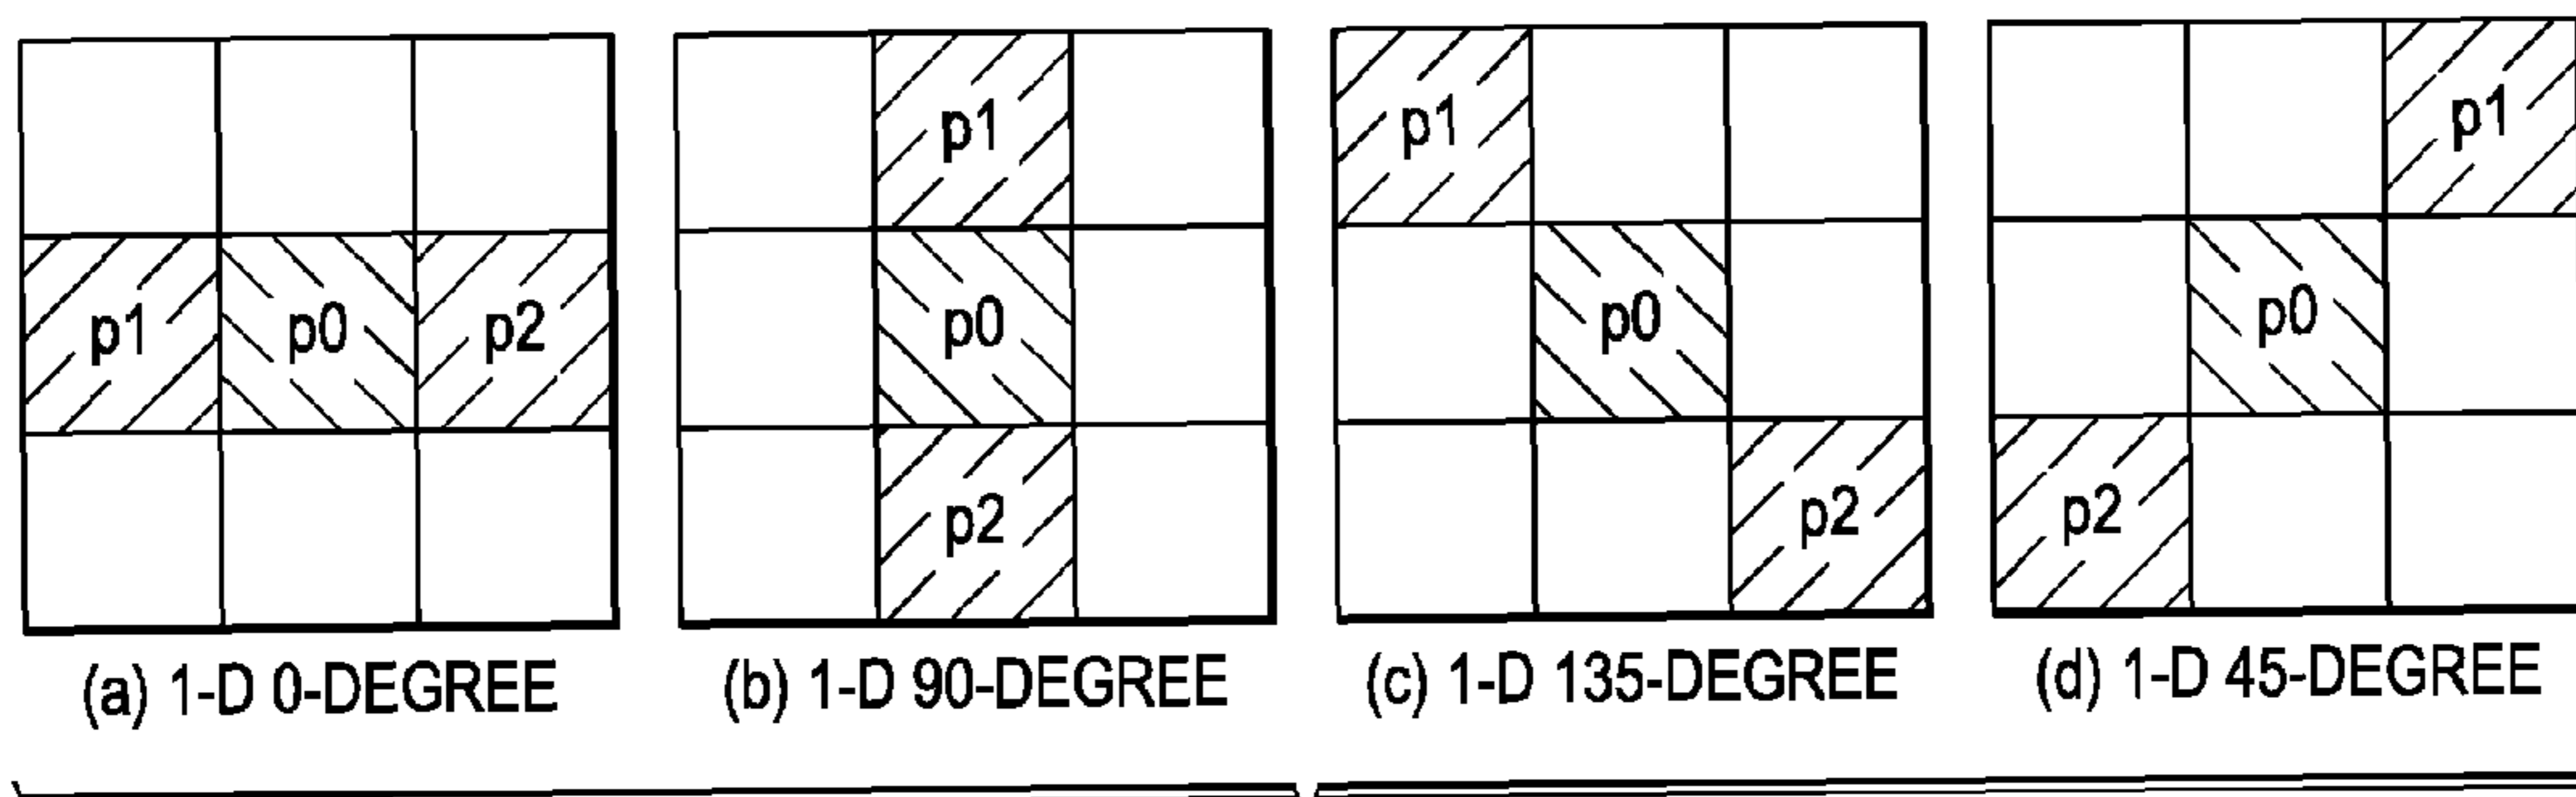 p1 p0 p2
(a) 1-D 0-DEGREE
p1
p0
p2
(b) 1-D 90-DEGREE
p1
p0
p2
(c) 1-D 135-DEGREE
p1
p0
p2
(d) 1-D 45-DEGREE